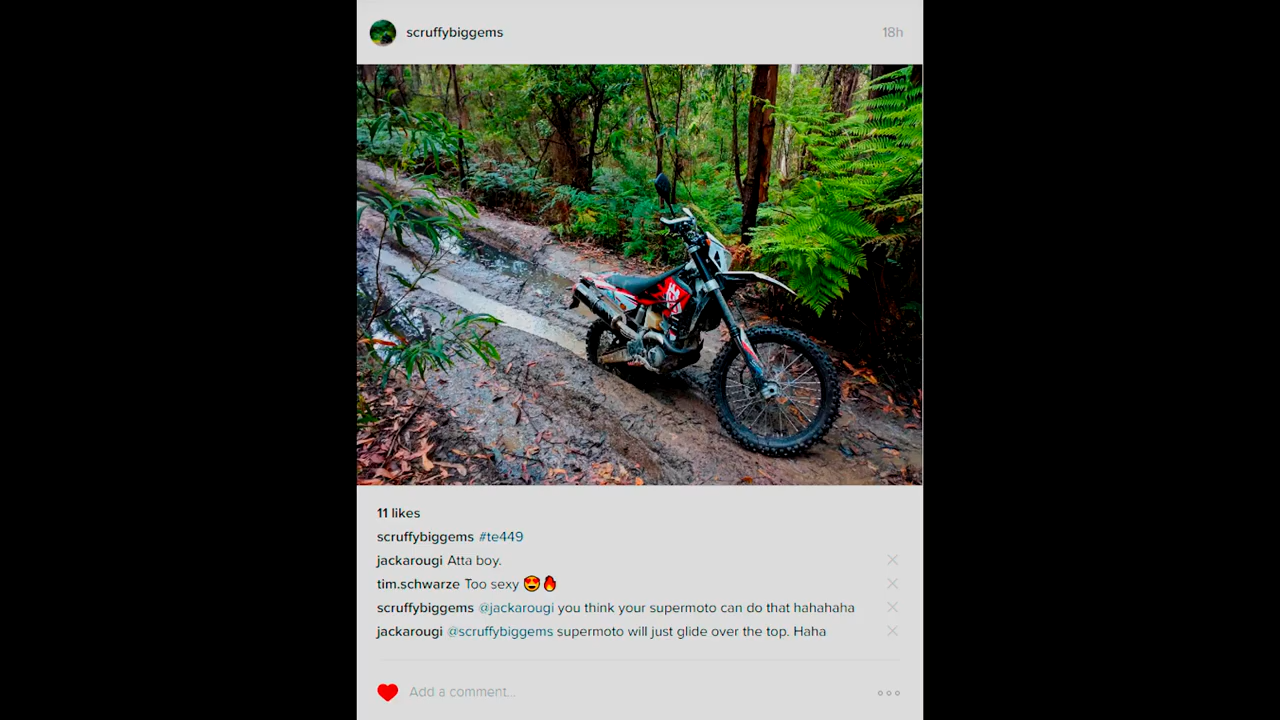 scruffybiggems 18h
11 likes
scruffybiggems #te449
jackarougi Atta boy.
tim.schwarze Too sexy 😍🔥
scruffybiggems @jackarougi you think your supermoto can do that hahahaha
jackarougi @scruffybiggems supermoto will just glide over the top. Haha
Add a comment...